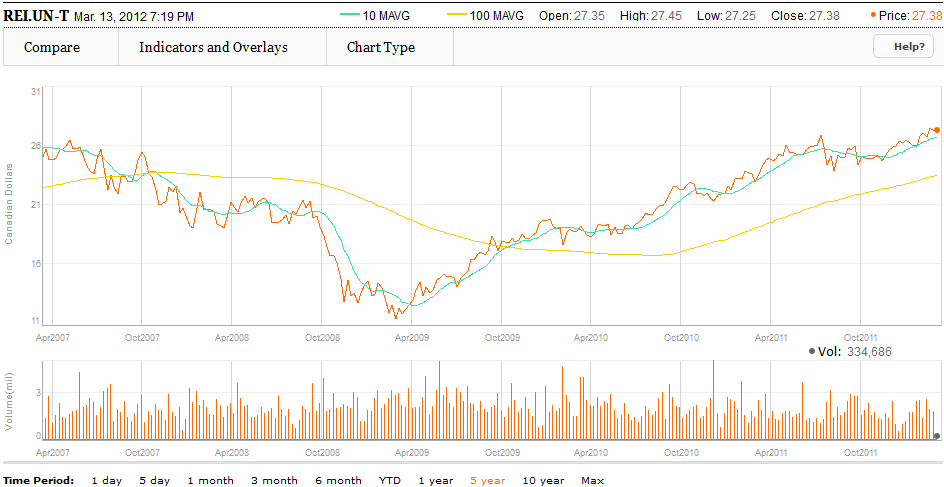 REI.UN-T Mar. 13, 2012 7:19 PM 10 MAVG 100 MAVG Open: 27.35 High: 27.45 Low: 27.25 Close: 27.38 Price: 27.38
Compare Indicators and Overlays Chart Type Help?
31
26
21
16
11
Canadian Dollars
Apr2007 Oct2007 Apr2008 Oct2008 Apr2009 Oct2009 Apr2010 Oct2010 Apr2011 Oct2011
Vol: 334,686
3
0
Volume(mil)
Apr2007 Oct2007 Apr2008 Oct2008 Apr2009 Oct2009 Apr2010 Oct2010 Apr2011 Oct2011
Time Period: 1 day 5 day 1 month 3 month 6 month YTD 1 year 5 year 10 year Max